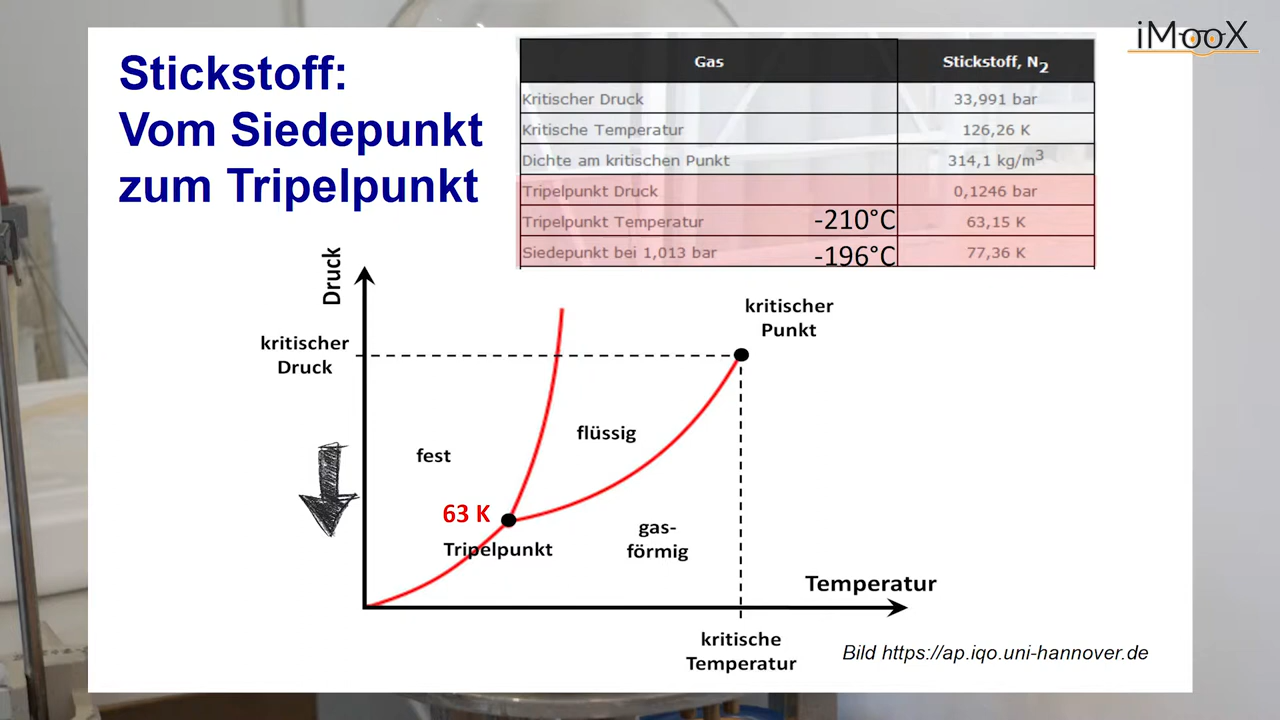 iMooX
Stickstoff:
Vom Siedepunkt
zum Tripelpunkt
Gas Stickstoff, N2
Kritischer Druck 33,991 bar
Kritische Temperatur 126,26 K
Dichte am kritischen Punkt 314,1 kg/m3
Tripelpunkt Druck 0,1246 bar
Tripelpunkt Temperatur -210°C 63,15 K
Siedepunkt bei 1,013 bar -196°C 77,36 K
Druck
kritischer
Punkt
kritischer
Druck
flüssig
fest
63 K
Tripelpunkt
gas-
förmig
Temperatur
kritische
Temperatur
Bild https://ap.iqo.uni-hannover.de